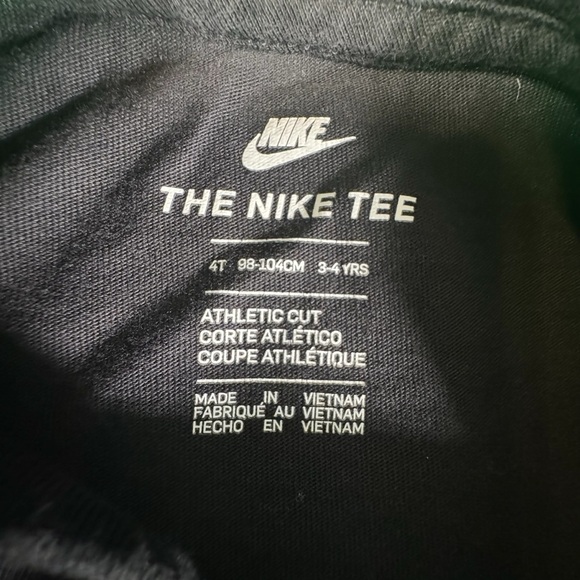 NIKE
THE NIKE TEE
4T 98-104CM 3-4 YRS
ATHLETIC CUT
CORTE ATLÉTICO
COUPE ATHLÉTIQUE
MADE IN VIETNAM
FABRIQUÉ AU VIETNAM
HECHO EN VIETNAM